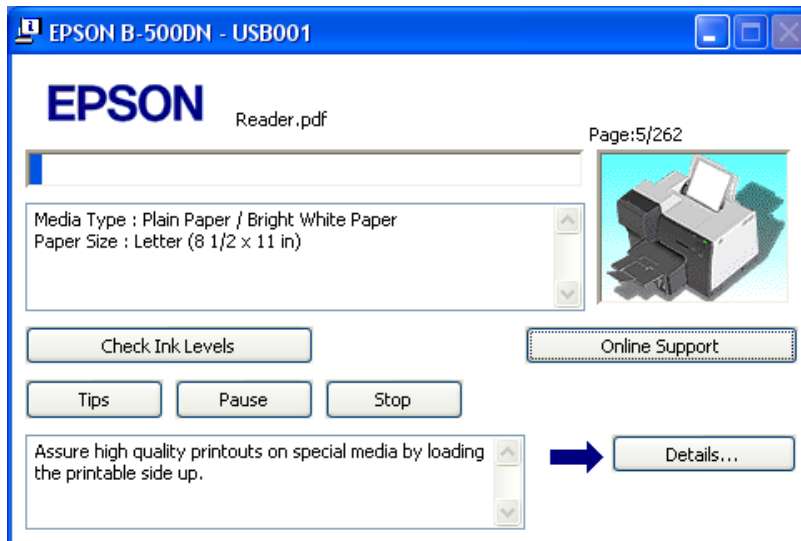 EPSON B-500DN - USB001
EPSON
Reader.pdf
Page:5/262
Media Type : Plain Paper / Bright White Paper
Paper Size : Letter (8 1/2 x 11 in)
Check Ink Levels
Online Support
Tips
Pause
Stop
Assure high quality printouts on special media by loading
the printable side up.
Details...